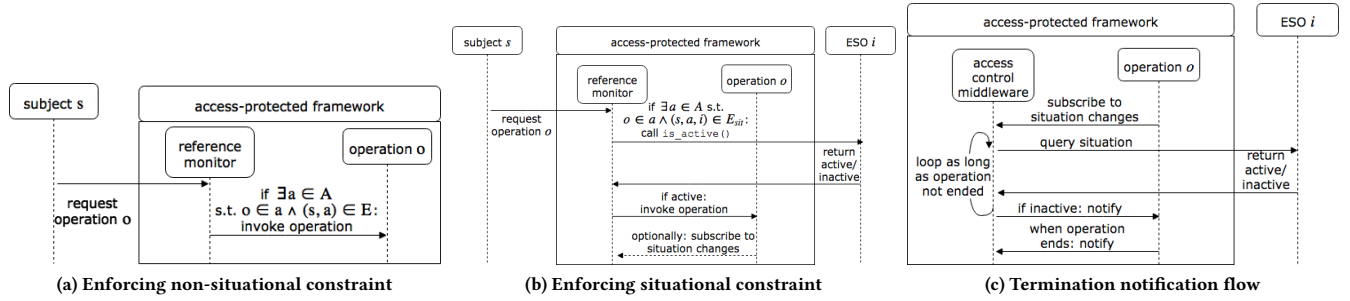 subject s
access-protected framework
reference
monitor
operation o
request
operation o
if ∃a ∈ A
s.t. o ∈ a ∧ (s, a) ∈ E:
invoke operation
(a) Enforcing non-situational constraint
subject s
access-protected framework
ESO i
reference
monitor
operation o
request
operation o
if ∃a ∈ A s.t.
o ∈ a ∧ (s, a, i) ∈ E_sit:
call is_active()
return
active/
inactive
if active:
invoke operation
optionally: subscribe to
situation changes
(b) Enforcing situational constraint
access-protected framework
ESO i
access
control
middleware
operation o
subscribe to
situation changes
query situation
loop as long
as operation
not ended
return
active/
inactive
if inactive: notify
when operation
ends: notify
(c) Termination notification flow